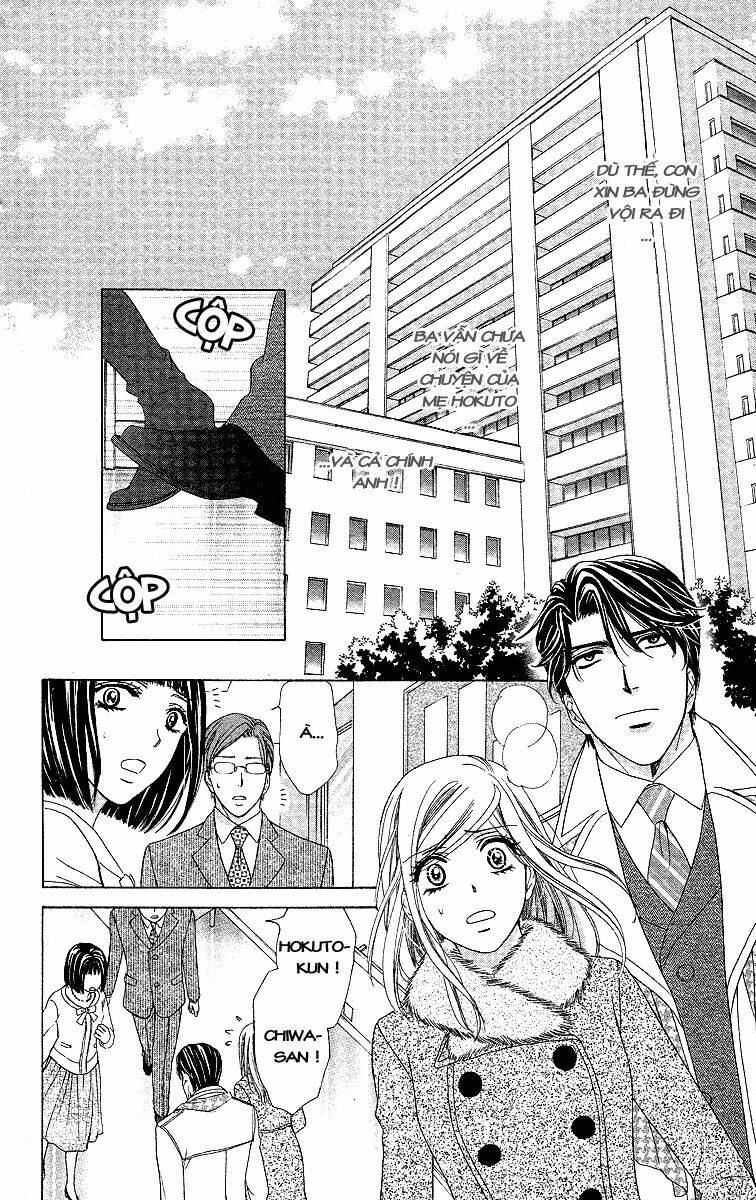 DÙ THẾ, CON
XIN BA ĐỪNG
VỘI RA ĐI
...
BA VẪN CHƯA
NÓI GÌ VỀ
CHUYỆN CỦA
MẸ HOKUTO
...
...VÀ CẢ CHÍNH
ANH !
CỘP
CỘP
À...
HOKUTO-
KUN !
CHIWA-
SAN !